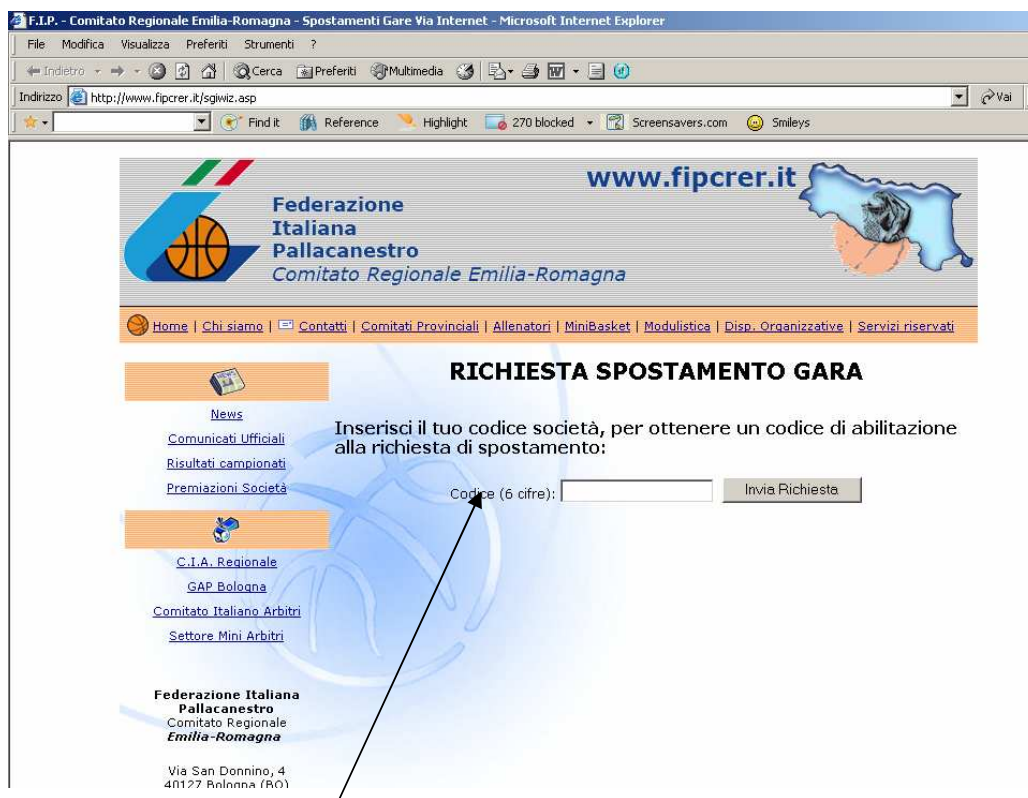 F.I.P. - Comitato Regionale Emilia-Romagna - Spostamenti Gare Via Internet - Microsoft Internet Explorer
File Modifica Visualizza Preferiti Strumenti ?
Indietro Cerca Preferiti Multimedia
Indirizzo http://www.fipcrer.it/sgiwiz.asp Vai
Find it Reference Highlight 270 blocked Screensavers.com Smileys
www.fipcrer.it
Federazione
Italiana
Pallacanestro
Comitato Regionale Emilia-Romagna
Home | Chi siamo | Contatti | Comitati Provinciali | Allenatori | MiniBasket | Modulistica | Disp. Organizzative | Servizi riservati
RICHIESTA SPOSTAMENTO GARA
News
Comunicati Ufficiali
Risultati campionati
Premiazioni Società
Inserisci il tuo codice società, per ottenere un codice di abilitazione
alla richiesta di spostamento:
Codice (6 cifre): Invia Richiesta
C.I.A. Regionale
GAP Bologna
Comitato Italiano Arbitri
Settore Mini Arbitri
Federazione Italiana
Pallacanestro
Comitato Regionale
Emilia-Romagna
Via San Donnino, 4
40127 Bologna (BO)